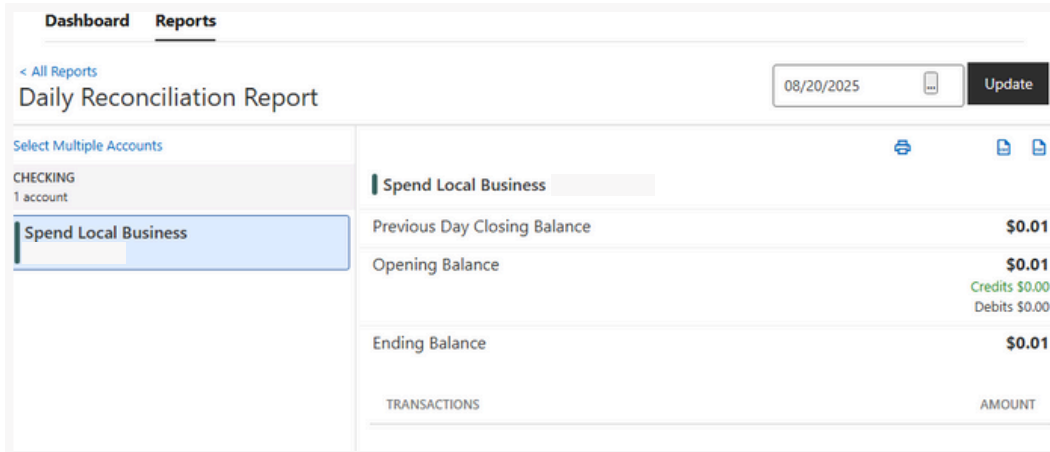 Dashboard Reports
< All Reports
Daily Reconciliation Report
08/20/2025 ... Update
Select Multiple Accounts
CHECKING
1 account
Spend Local Business
Spend Local Business
Previous Day Closing Balance $0.01
Opening Balance $0.01
Credits $0.00
Debits $0.00
Ending Balance $0.01
TRANSACTIONS AMOUNT